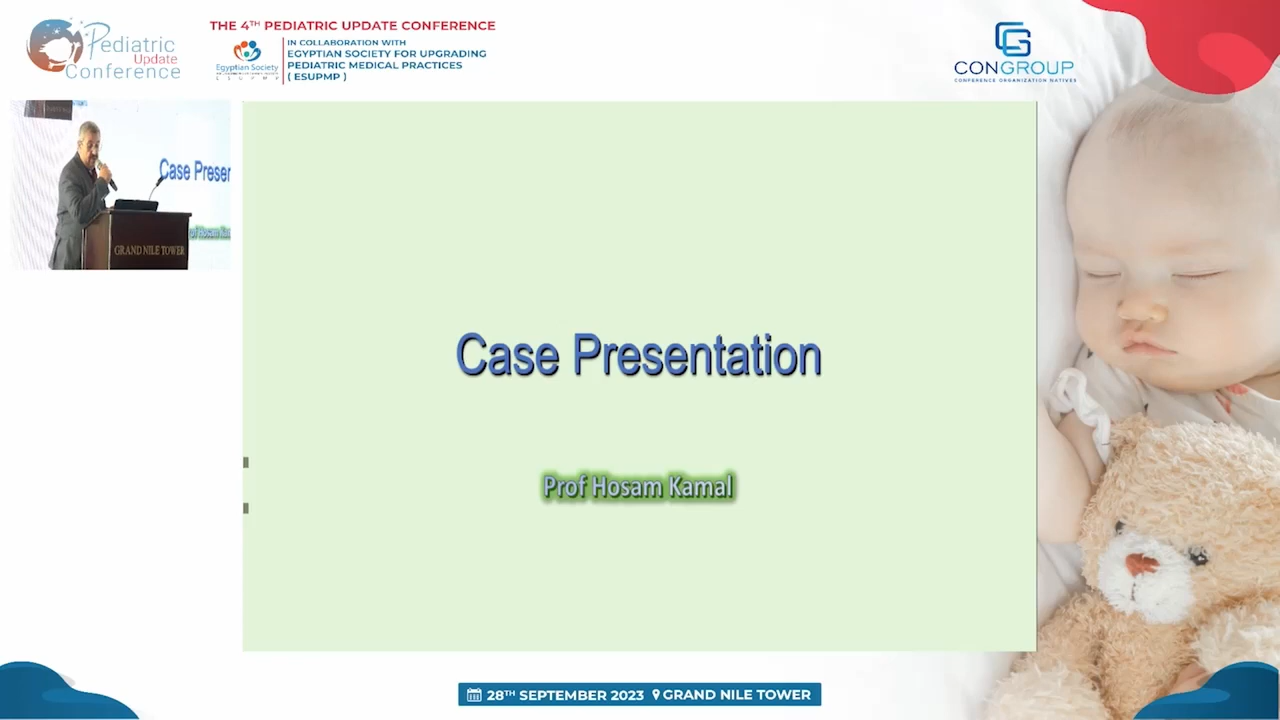 Pediatric
Update
Conference
THE 4TH PEDIATRIC UPDATE CONFERENCE
Egyptian Society
IN COLLABORATION WITH
EGYPTIAN SOCIETY FOR UPGRADING
PEDIATRIC MEDICAL PRACTICES
( ESUPMP )
CONGROUP
CONFERENCE ORGANIZATION NATIVES
Case Presen
GRAND NILE TOWER
Case Presentation
Prof Hosam Kamal
28TH SEPTEMBER 2023 GRAND NILE TOWER